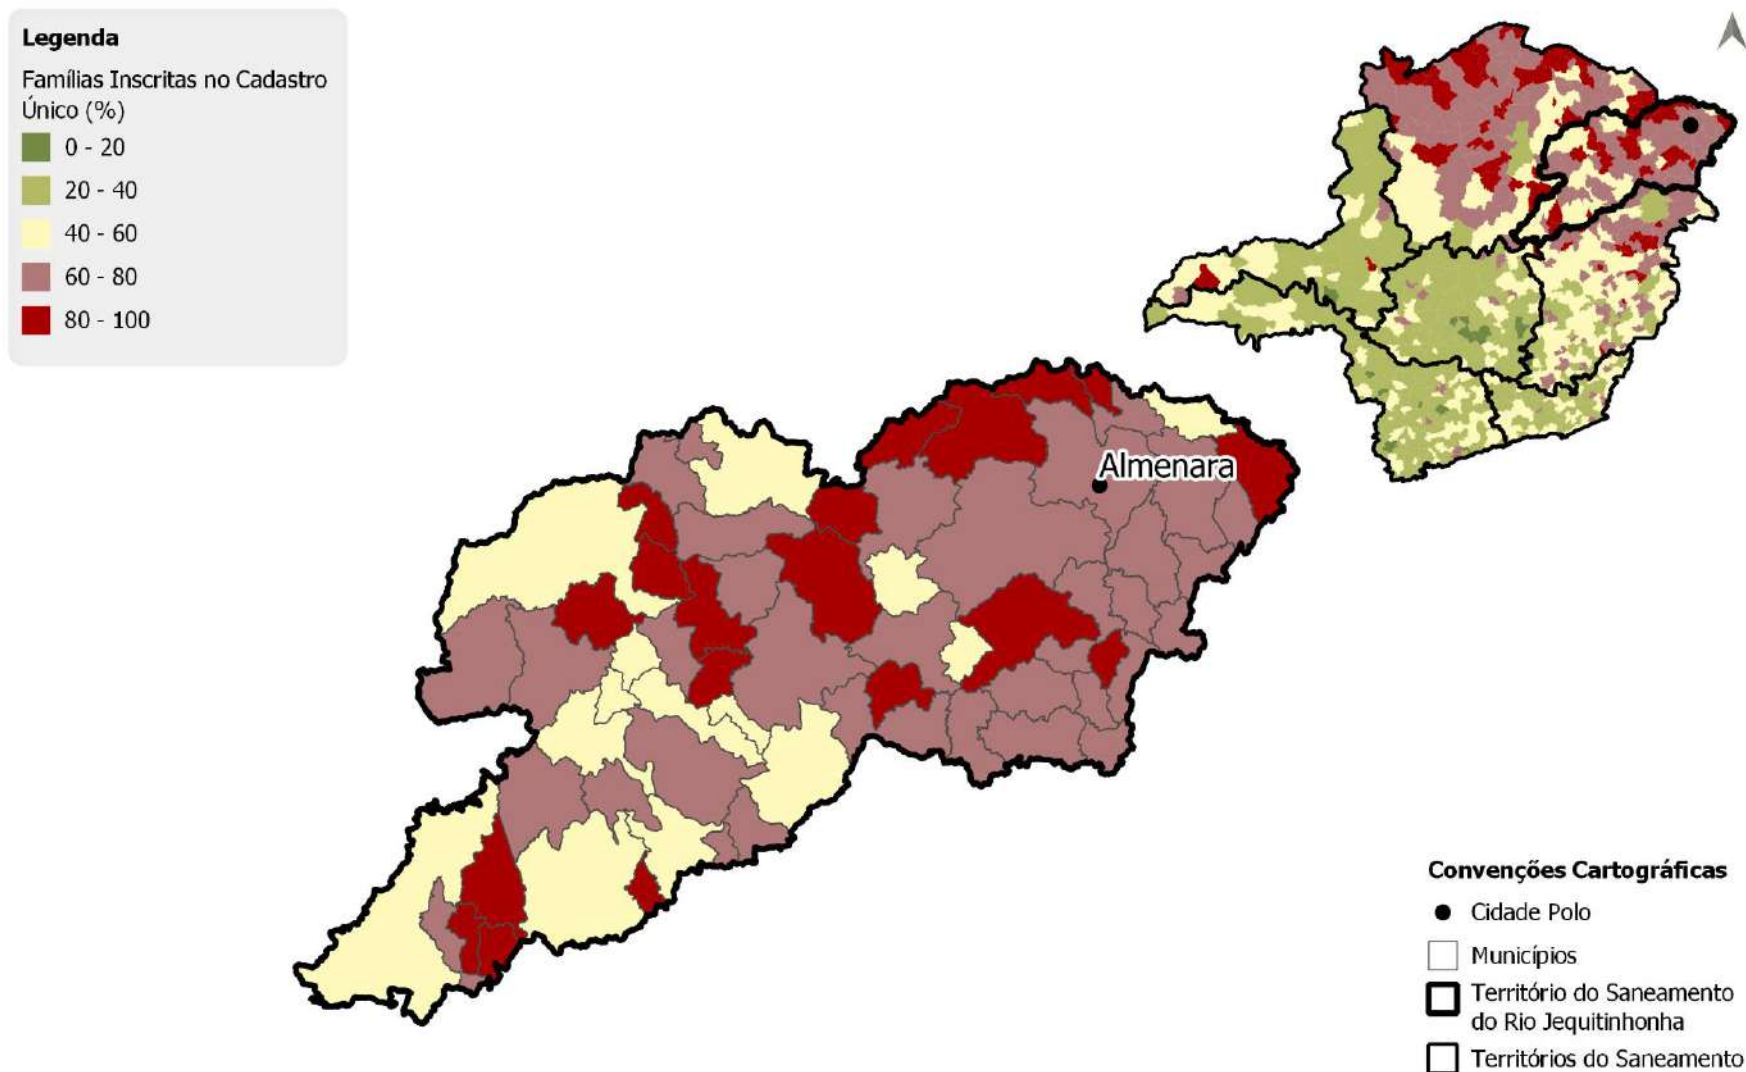 Legenda
Famílias Inscritas no Cadastro
Único (%)
0 - 20
20 - 40
40 - 60
60 - 80
80 - 100
Almenara
Convenções Cartográficas
Cidade Polo
Municípios
Território do Saneamento
do Rio Jequitinhonha
Territórios do Saneamento